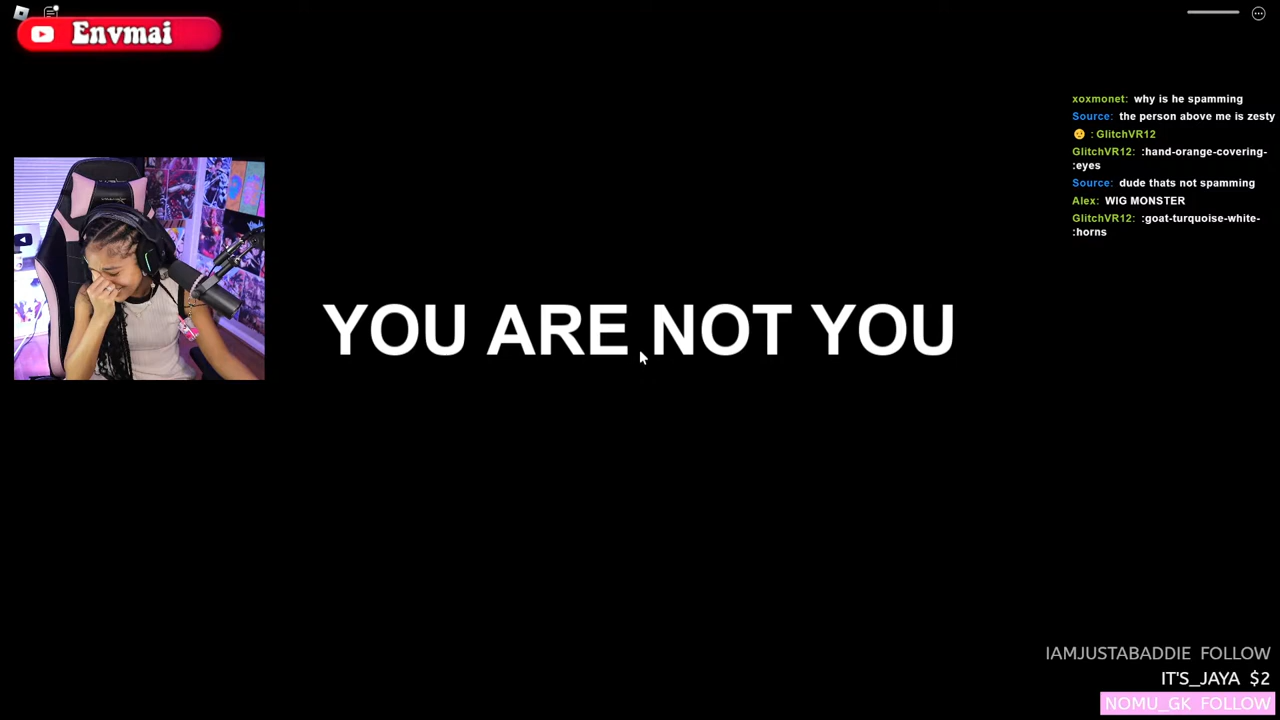 Envmai
xoxmonet: why is he spamming
Source: the person above me is zesty
: GlitchVR12
GlitchVR12: :hand-orange-covering-
:eyes
Source: dude thats not spamming
Alex: WIG MONSTER
GlitchVR12: :goat-turquoise-white-
:horns
YOU ARE NOT YOU
IAMJUSTABADDIE FOLLOW
IT'S_JAYA $2
NOMU_GK FOLLOW